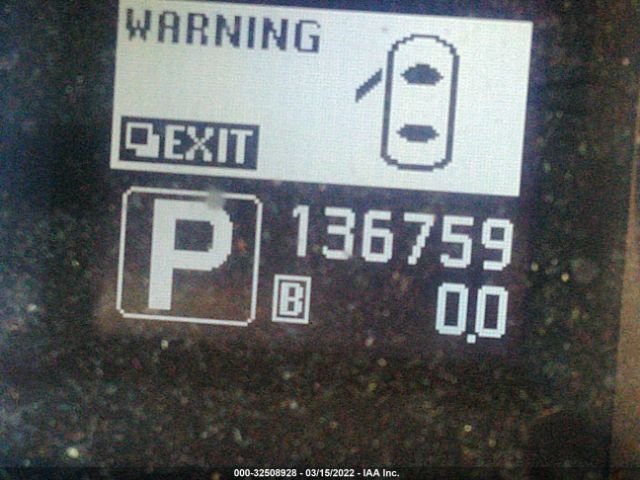 WARNING
EXIT
P
136759
B
0.0
000-32508928 - 03/15/2022 - IAA Inc.